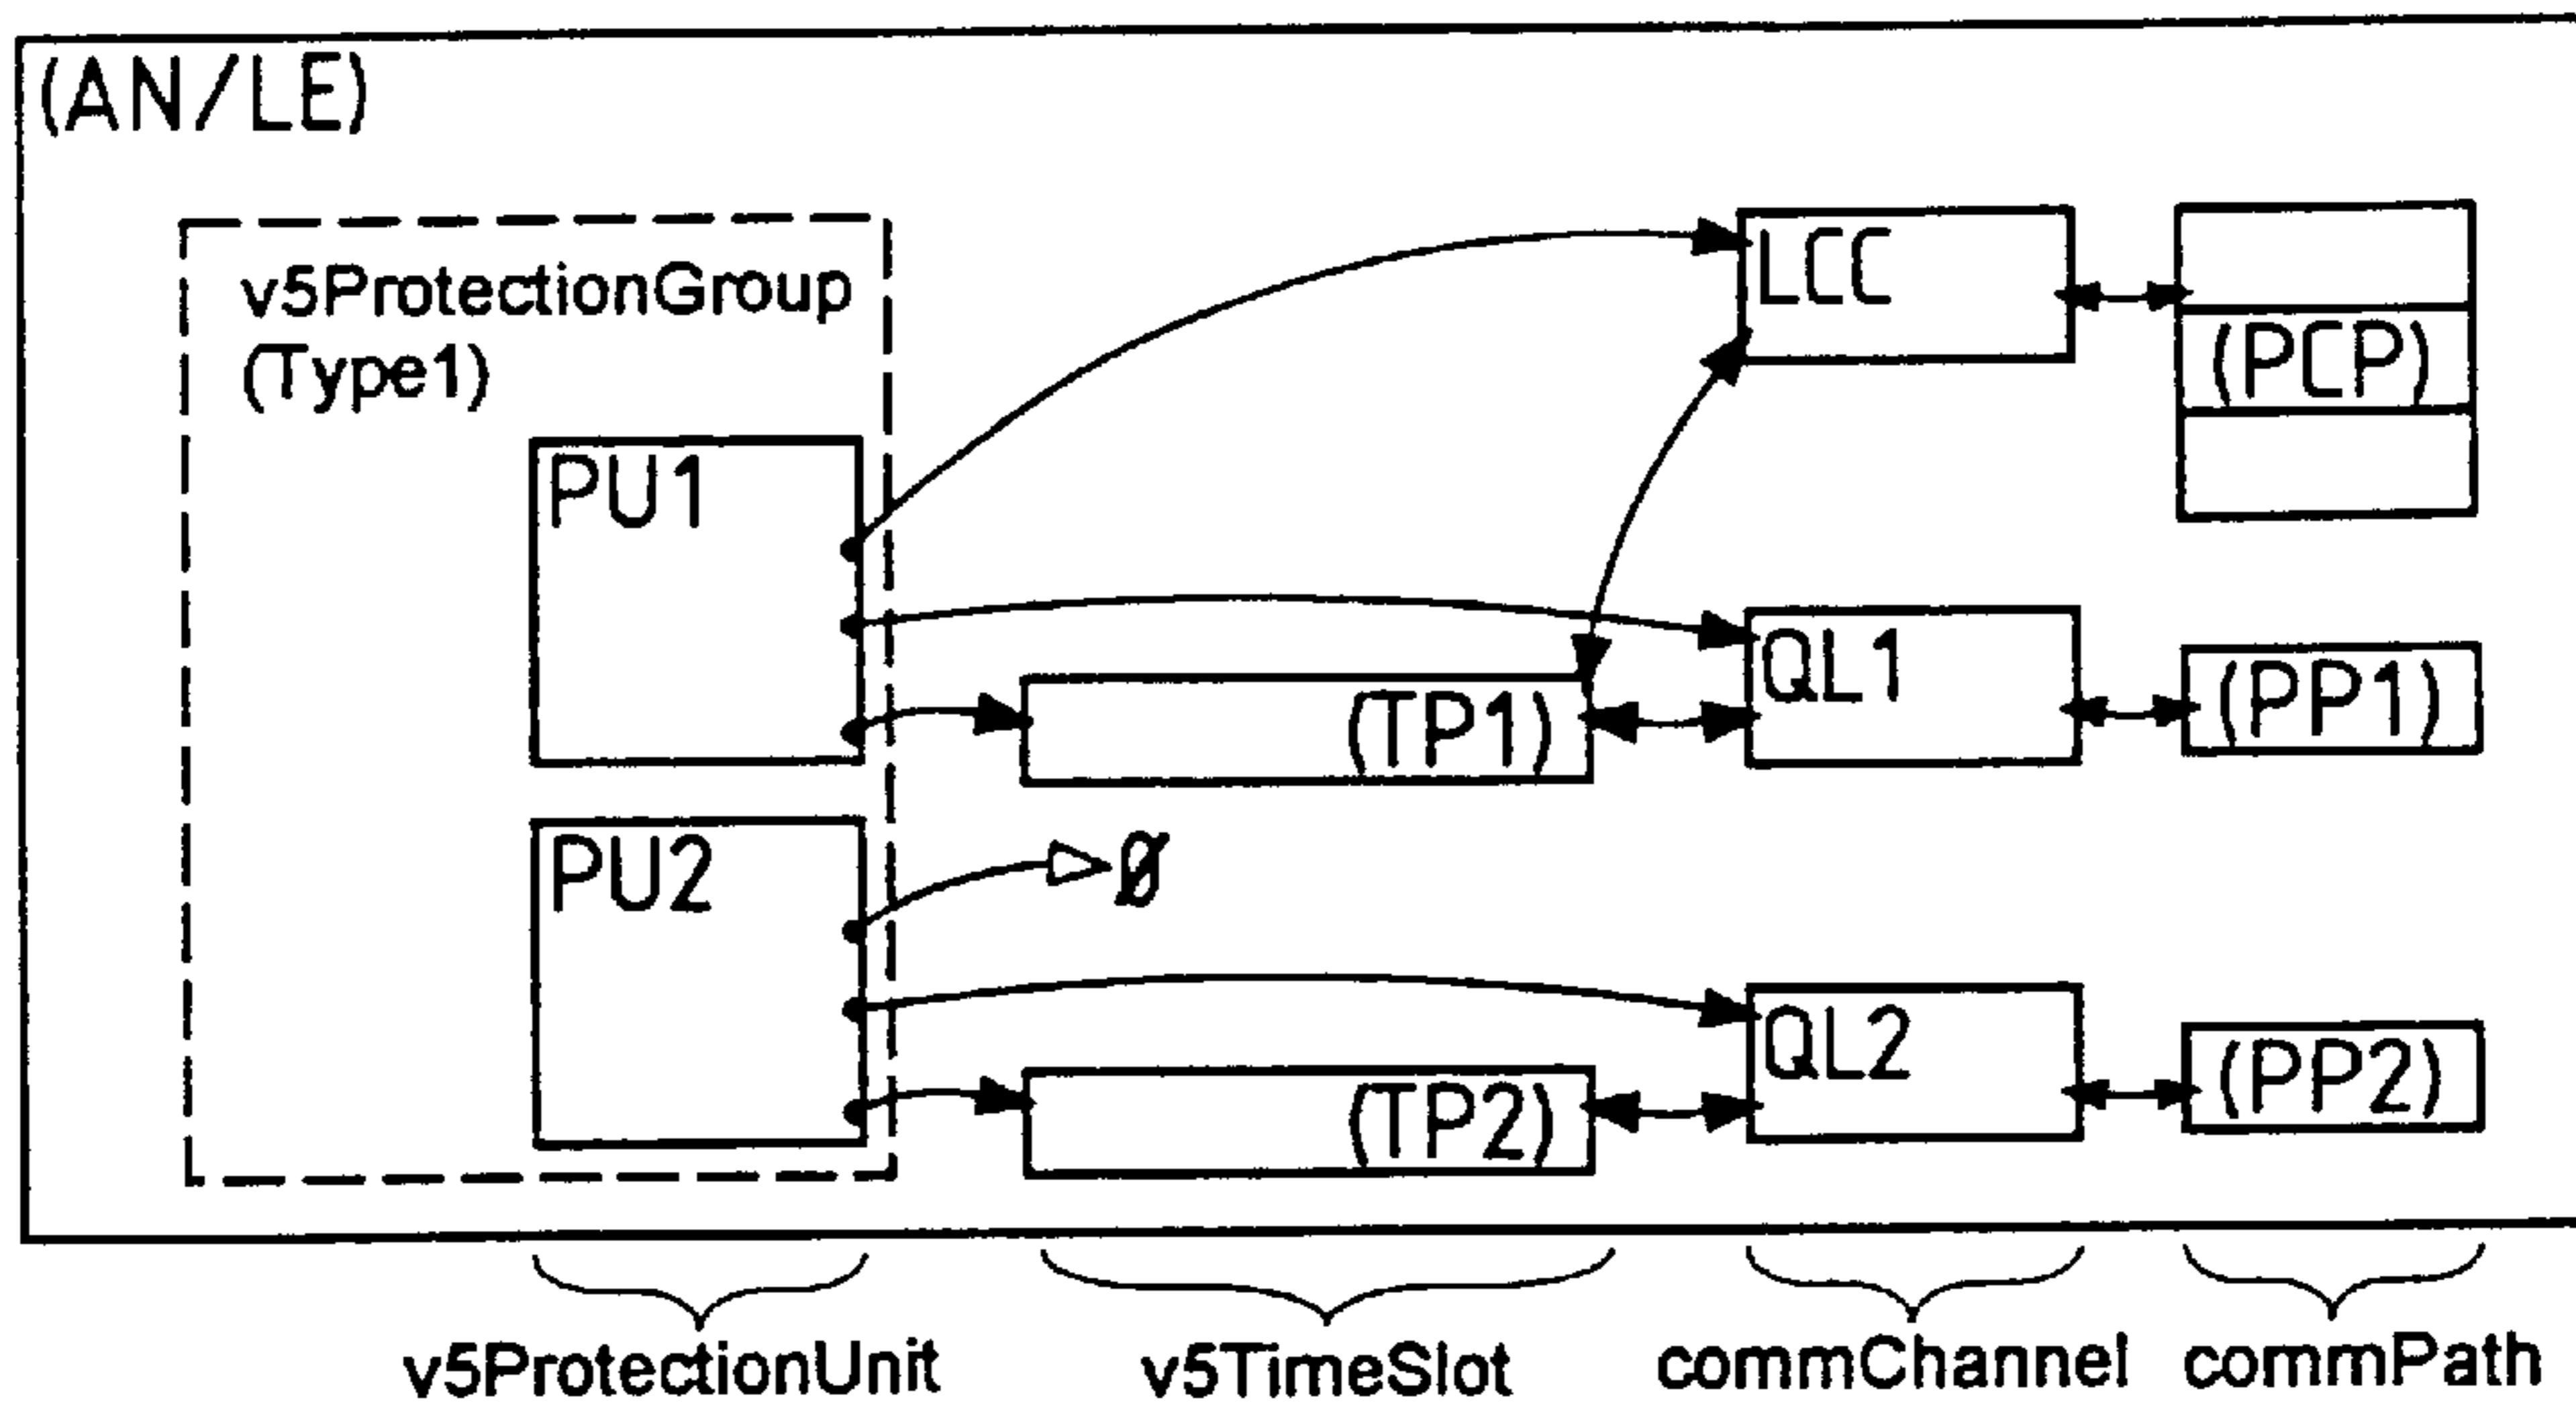 (AN/LE)
v5ProtectionGroup
(Type1)
LCC
(PCP)
PU1
QL1
(PP1)
(TP1)
PU2
Ø
QL2
(PP2)
(TP2)
v5ProtectionUnit
v5TimeSlot
commChannel
commPath